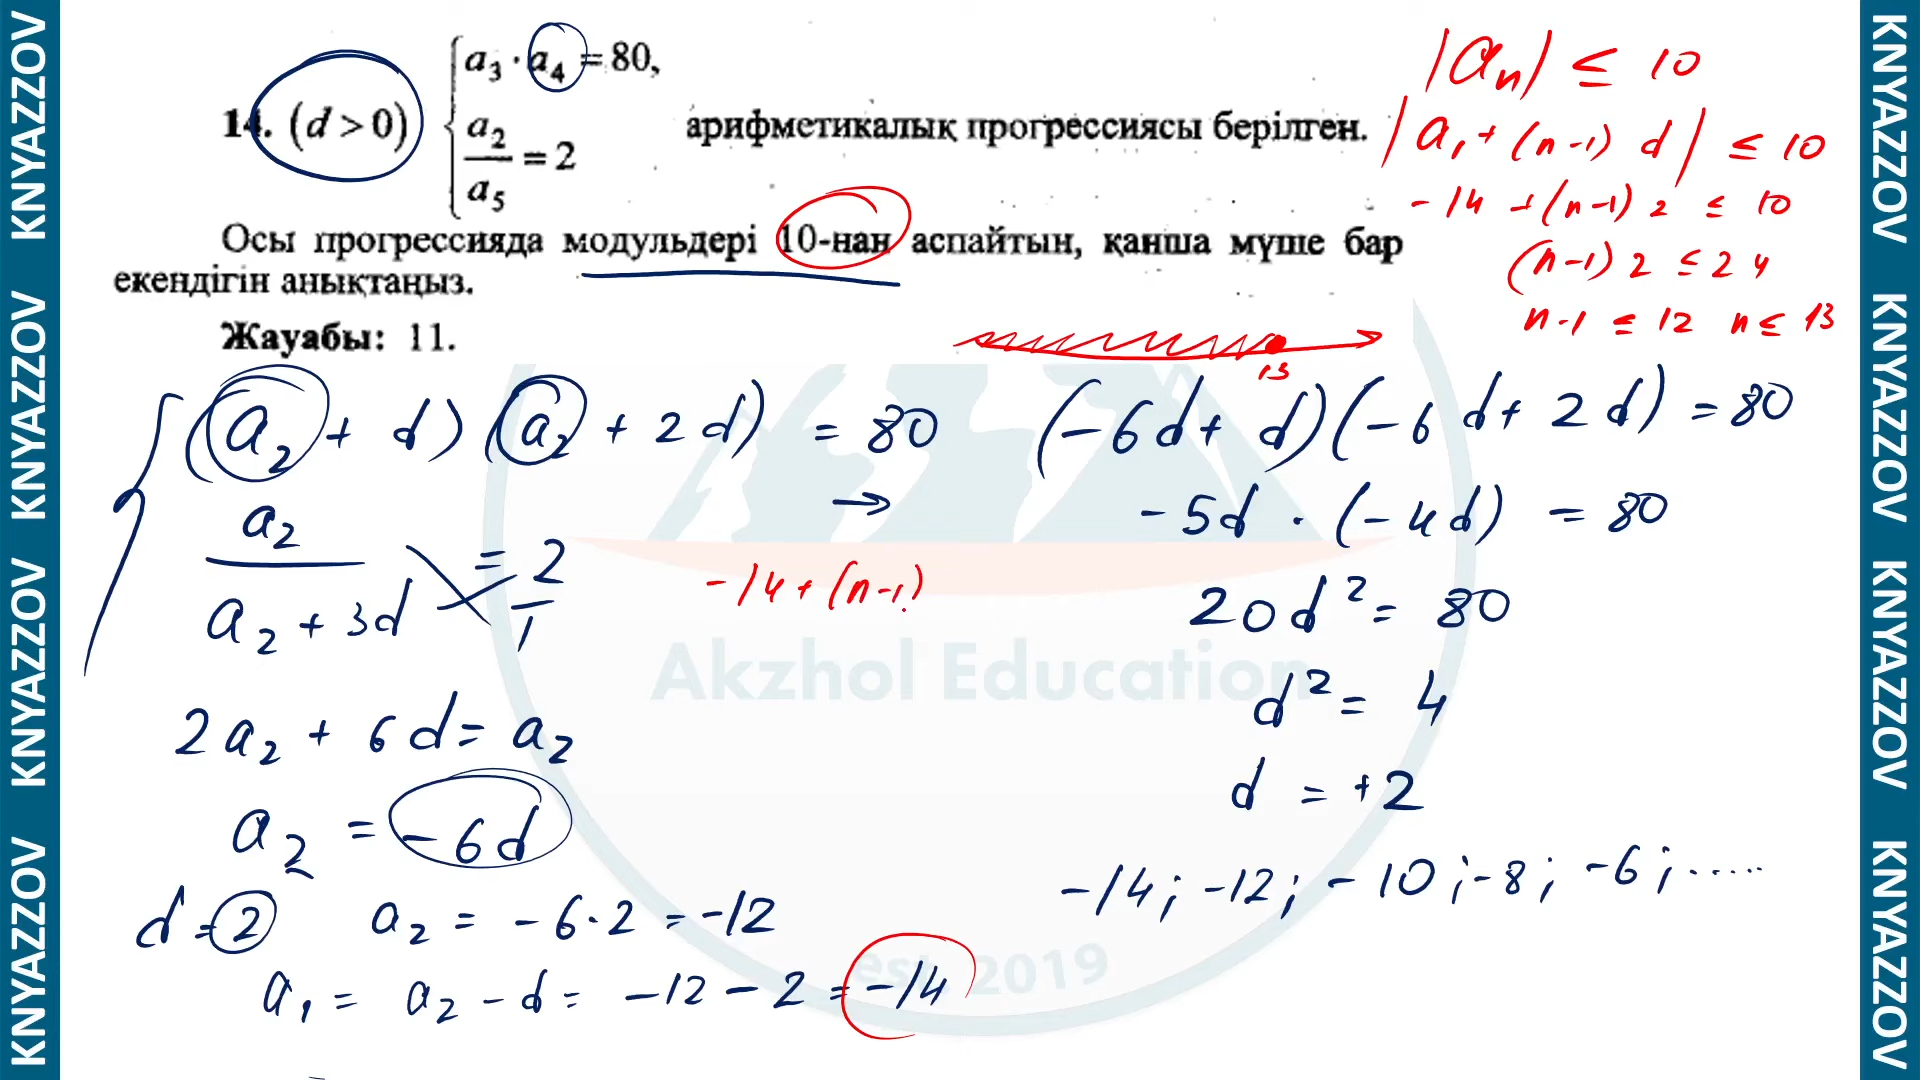 14. (d > 0) { a₃ · a₄ = 80,
a₂/a₅ = 2 арифметикалық прогрессиясы берілген.
Осы прогрессияда модульдері 10-нан аспайтын, қанша мүше бар
екендігін анықтаңыз.
Жауабы: 11.
|aₙ| ≤ 10
|a₁ + (n-1) d| ≤ 10
-14 + (n-1) 2 ≤ 10
(n-1) 2 ≤ 24
n-1 ≤ 12 n ≤ 13
13
(a₂ + d)(a₂ + 2d) = 80
a₂/(a₂ + 3d) = 2/1
→
2a₂ + 6d = a₂
a₂ = -6d
d = 2 a₂ = -6·2 = -12
a₁ = a₂ - d = -12 - 2 = -14
-14 + (n-1)
(-6d + d)(-6d + 2d) = 80
-5d · (-4d) = 80
20d² = 80
d² = 4
d = +2
-14; -12; -10; -8; -6; .....
Akzhol Education
est. 2019
KNYAZZOV KNYAZZOV KNYAZZOV KNYAZZOV
KNYAZZOV KNYAZZOV KNYAZZOV KNYAZZOV